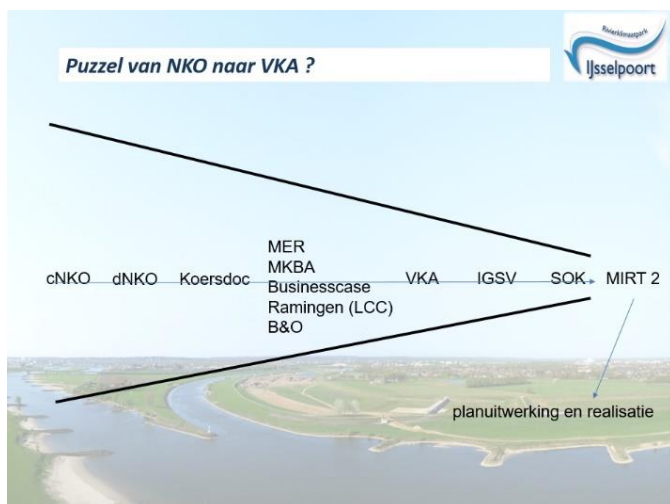 Puzzel van NKO naar VKA ?
Rivierklimaatpark
IJsselpoort
cNKO dNKO Koersdoc
MER
MKBA
Businesscase
Ramingen (LCC)
B&O
VKA IGSV SOK MIRT 2
planuitwerking en realisatie